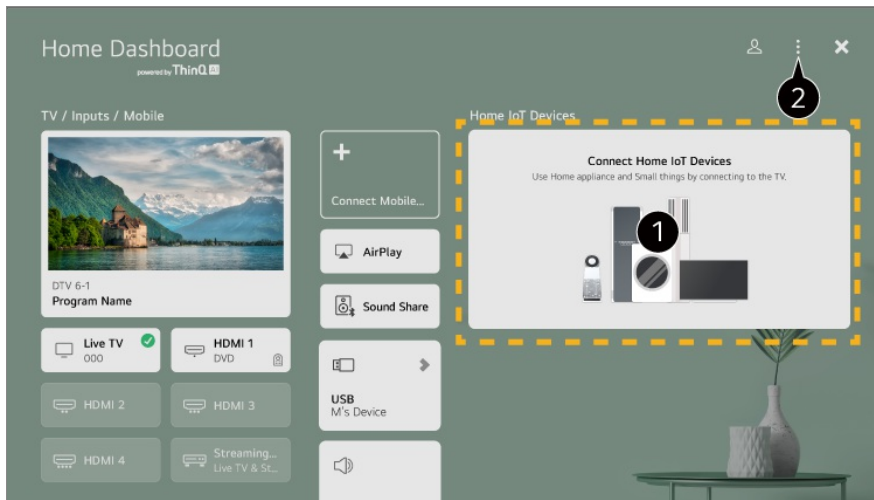 Home Dashboard
powered by ThinQ AI
2
TV / Inputs / Mobile
Home IoT Devices
DTV 6-1
Program Name
Live TV
000
HDMI 1
DVD
HDMI 2
HDMI 3
HDMI 4
Streaming...
Live TV & St...
Connect Mobile...
AirPlay
Sound Share
USB
M's Device
Connect Home IoT Devices
Use Home appliance and Small things by connecting to the TV.
1